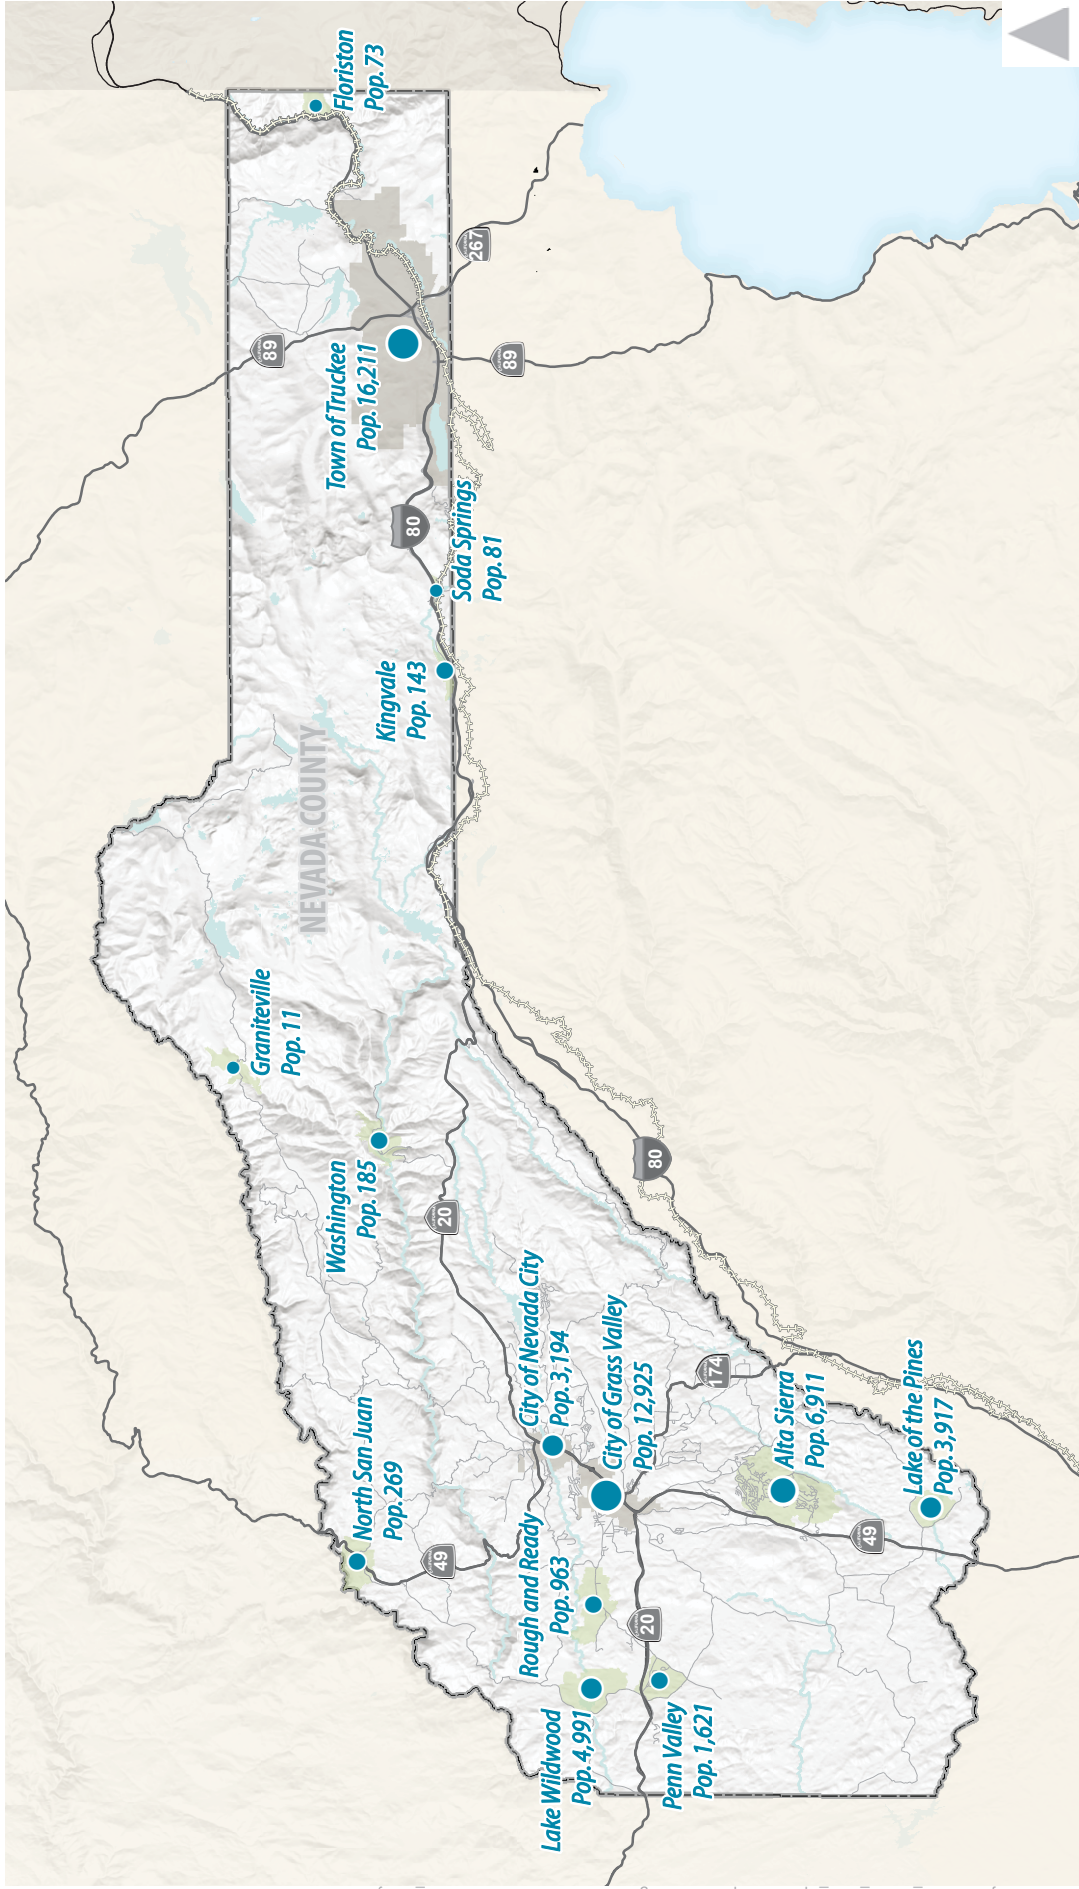 Floriston
Pop. 73
267
89
89
Town of Truckee
Pop. 16,211
80
Soda Springs
Pop. 81
Kingvale
Pop. 143
NEVADA COUNTY
Graniteville
Pop. 11
Washington
Pop. 185
20
80
City of Nevada City
Pop. 3,194
City of Grass Valley
Pop. 12,925
174
North San Juan
Pop. 269
49
Alta Sierra
Pop. 6,911
Lake of the Pines
Pop. 3,917
49
Rough and Ready
Pop. 963
20
Lake Wildwood
Pop. 4,991
Penn Valley
Pop. 1,621